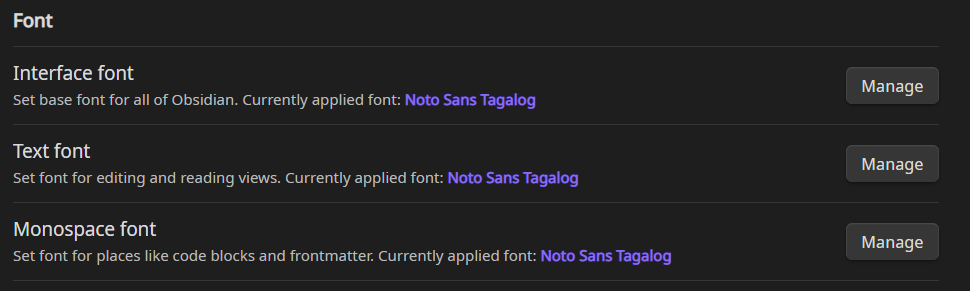 Font
Interface font
Set base font for all of Obsidian. Currently applied font: Noto Sans Tagalog
Manage
Text font
Set font for editing and reading views. Currently applied font: Noto Sans Tagalog
Manage
Monospace font
Set font for places like code blocks and frontmatter. Currently applied font: Noto Sans Tagalog
Manage